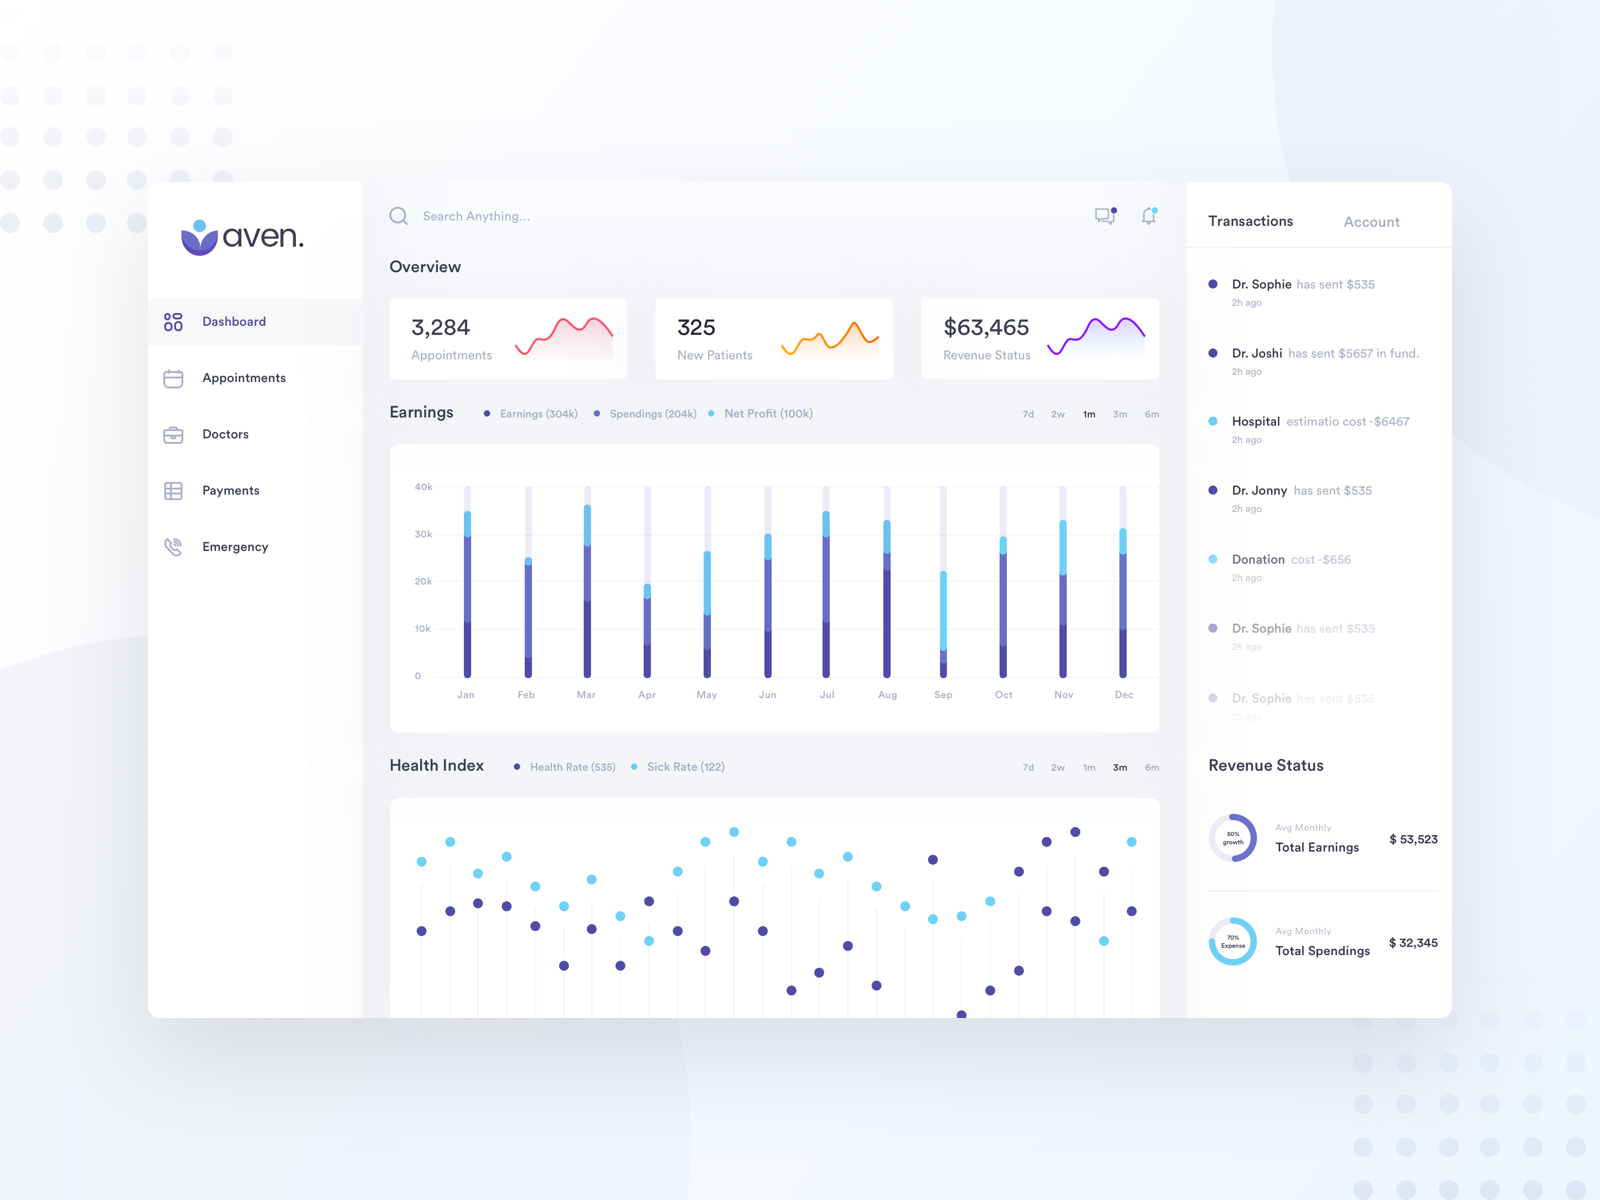 aven.
Dashboard
Appointments
Doctors
Payments
Emergency
Search Anything...
Overview
3,284
Appointments
325
New Patients
$63,465
Revenue Status
Earnings
Earnings (304k)
Spendings (204k)
Net Profit (100k)
7d 2w 1m 3m 6m
40k
30k
20k
10k
0
Jan Feb Mar Apr May Jun Jul Aug Sep Oct Nov Dec
Health Index
Health Rate (535)
Sick Rate (122)
7d 2w 1m 3m 6m
Transactions
Account
Dr. Sophie has sent $535
2h ago
Dr. Joshi has sent $5657 in fund.
2h ago
Hospital estimatio cost -$6467
2h ago
Dr. Jonny has sent $535
2h ago
Donation cost -$656
2h ago
Dr. Sophie has sent $535
2h ago
Dr. Sophie has sent $535
2h ago
Revenue Status
50%
growth
Avg Monthly
Total Earnings
$ 53,523
70%
Expense
Avg Monthly
Total Spendings
$ 32,345